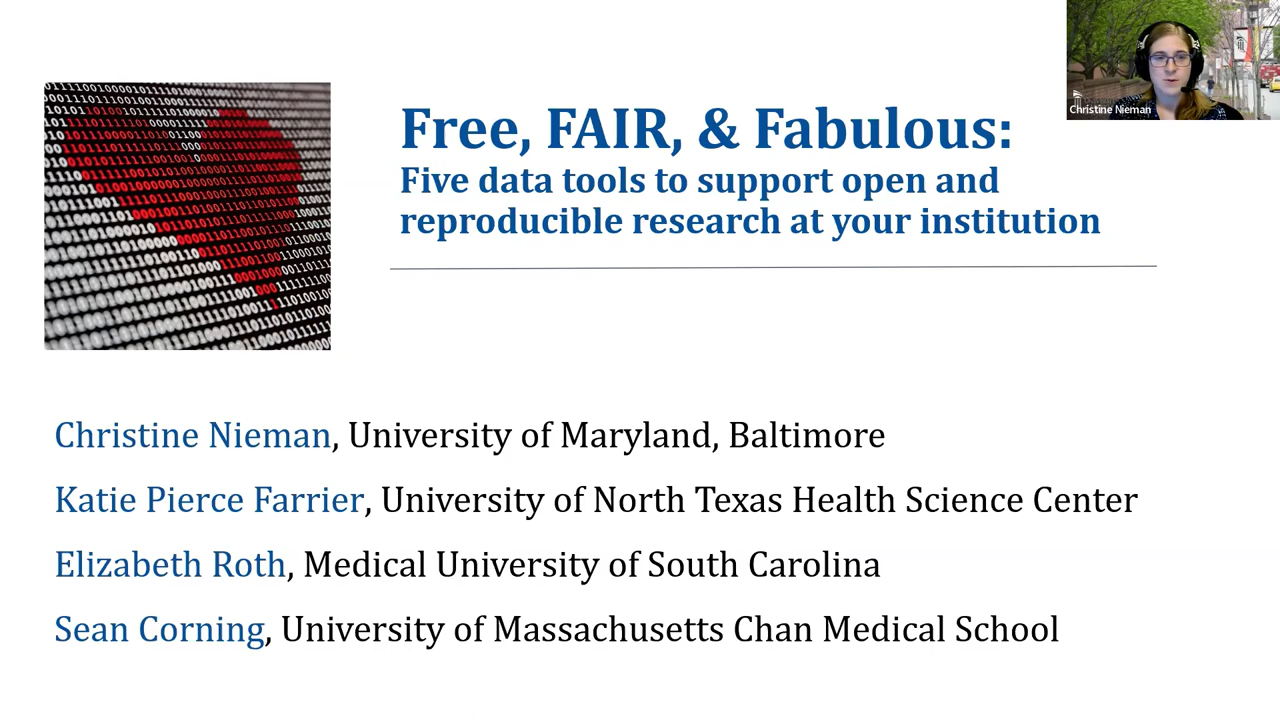 Christine Nieman
Free, FAIR, & Fabulous:
Five data tools to support open and
reproducible research at your institution
Christine Nieman, University of Maryland, Baltimore
Katie Pierce Farrier, University of North Texas Health Science Center
Elizabeth Roth, Medical University of South Carolina
Sean Corning, University of Massachusetts Chan Medical School